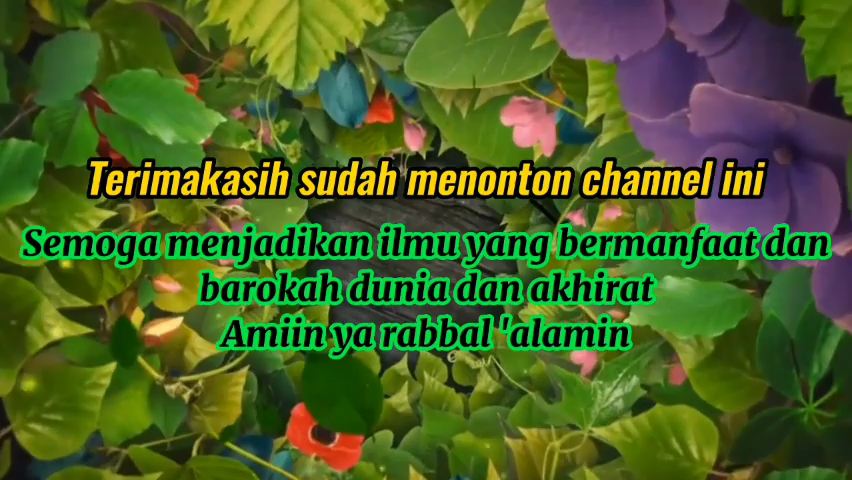 Terimakasih sudah menonton channel ini
Semoga menjadikan ilmu yang bermanfaat dan
barokah dunia dan akhirat
Amiin ya rabbal 'alamin